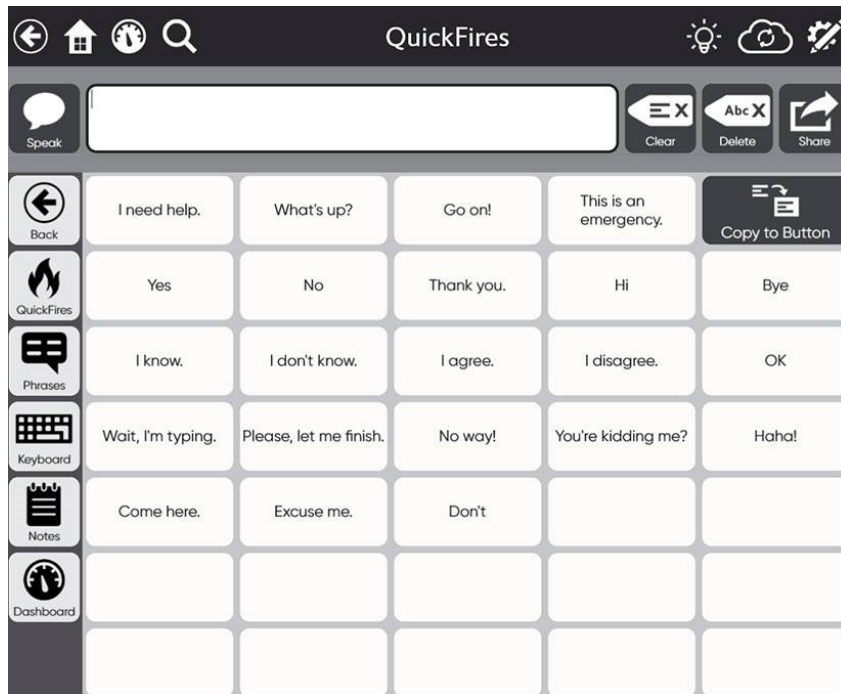 QuickFires
Speak
Clear
Abc X
Delete
Share
Back
I need help.
What's up?
Go on!
This is an
emergency.
Copy to Button
QuickFires
Yes
No
Thank you.
Hi
Bye
Phrases
I know.
I don't know.
I agree.
I disagree.
OK
Keyboard
Wait, I'm typing.
Please, let me finish.
No way!
You're kidding me?
Haha!
Notes
Come here.
Excuse me.
Don't
Dashboard